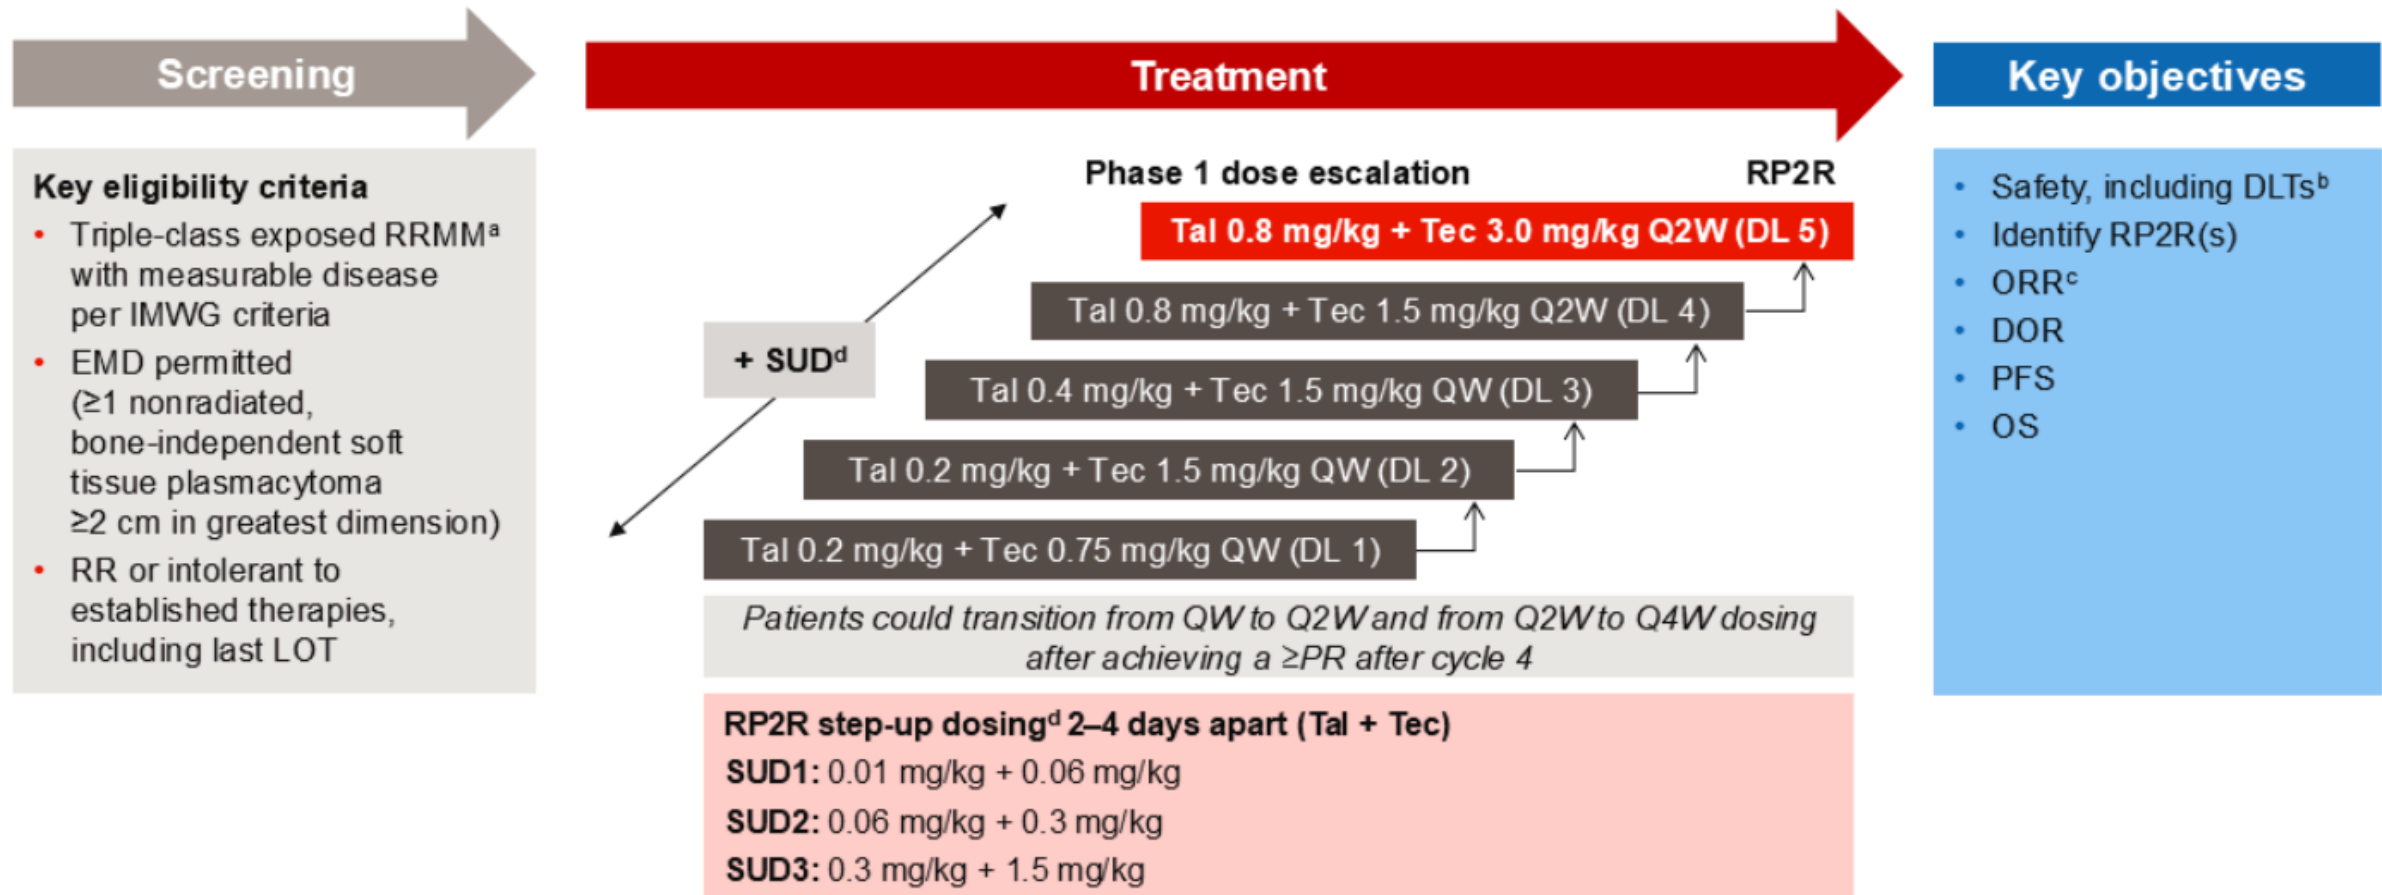 Screening
Key eligibility criteria
• Triple-class exposed RRMMᵃ
with measurable disease
per IMWG criteria
• EMD permitted
(≥1 nonradiated,
bone-independent soft
tissue plasmacytoma
≥2 cm in greatest dimension)
• RR or intolerant to
established therapies,
including last LOT
Treatment
Phase 1 dose escalation
RP2R
Tal 0.8 mg/kg + Tec 3.0 mg/kg Q2W (DL 5)
Tal 0.8 mg/kg + Tec 1.5 mg/kg Q2W (DL 4)
+ SUDᵈ
Tal 0.4 mg/kg + Tec 1.5 mg/kg QW (DL 3)
Tal 0.2 mg/kg + Tec 1.5 mg/kg QW (DL 2)
Tal 0.2 mg/kg + Tec 0.75 mg/kg QW (DL 1)
Patients could transition from QW to Q2W and from Q2W to Q4W dosing
after achieving a ≥PR after cycle 4
RP2R step-up dosingᵈ 2–4 days apart (Tal + Tec)
SUD1: 0.01 mg/kg + 0.06 mg/kg
SUD2: 0.06 mg/kg + 0.3 mg/kg
SUD3: 0.3 mg/kg + 1.5 mg/kg
Key objectives
• Safety, including DLTsᵇ
• Identify RP2R(s)
• ORRᶜ
• DOR
• PFS
• OS